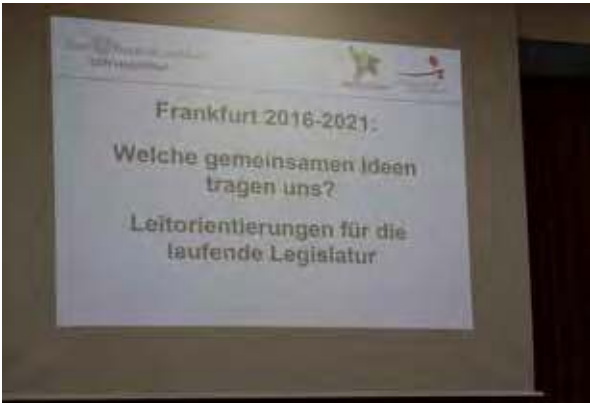 Frankfurt 2016-2021:
Welche gemeinsamen Ideen
tragen uns?
Leitorientierungen für die
laufende Legislatur